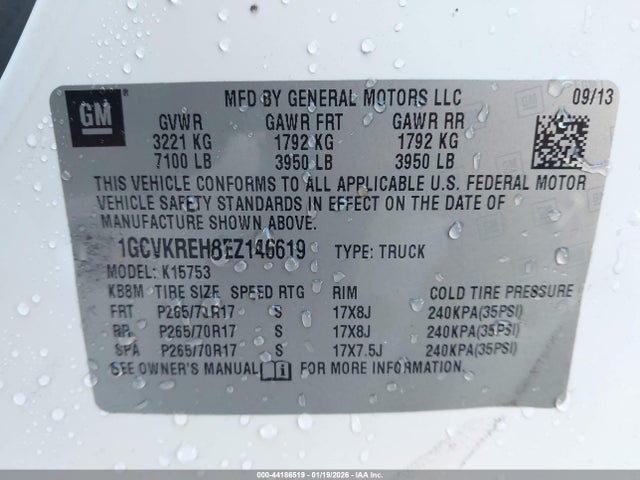 GM
MFD BY GENERAL MOTORS LLC 09/13
GVWR GAWR FRT GAWR RR
3221 KG 1792 KG 1792 KG
7100 LB 3950 LB 3950 LB
THIS VEHICLE CONFORMS TO ALL APPLICABLE U.S. FEDERAL MOTOR
VEHICLE SAFETY STANDARDS IN EFFECT ON THE DATE OF
MANUFACTURE SHOWN ABOVE.
1GCVKREH8EZ146619 TYPE: TRUCK
MODEL: K15753
KB8M TIRE SIZE SPEED RTG RIM COLD TIRE PRESSURE
FRT P265/70R17 S 17X8J 240KPA(35PSI)
RR P265/70R17 S 17X8J 240KPA(35PSI)
SPA P265/70R17 S 17X7.5J 240KPA(35PSI)
SEE OWNER'S MANUAL FOR MORE INFORMATION.
000-44186519 | 01/19/2026 - iaai.com